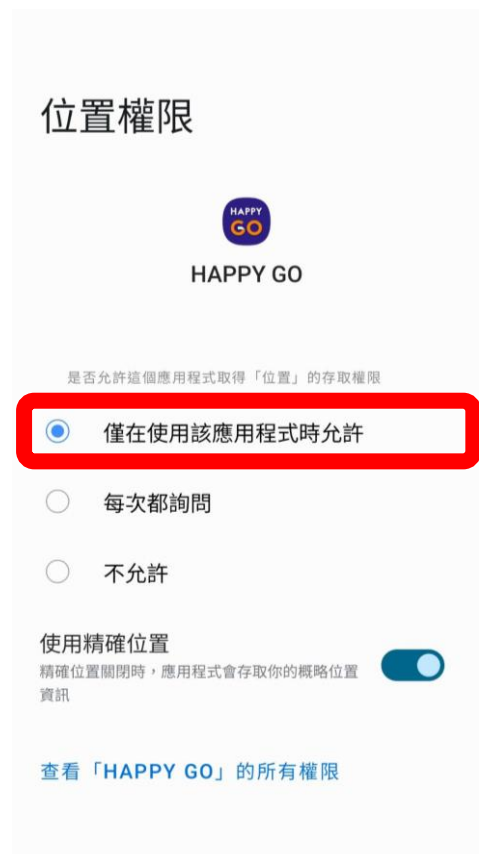 位置權限
HAPPY
GO
HAPPY GO
是否允許這個應用程式取得「位置」的存取權限
僅在使用該應用程式時允許
每次都詢問
不允許
使用精確位置
精確位置關閉時，應用程式會存取你的概略位置
資訊
查看「HAPPY GO」的所有權限